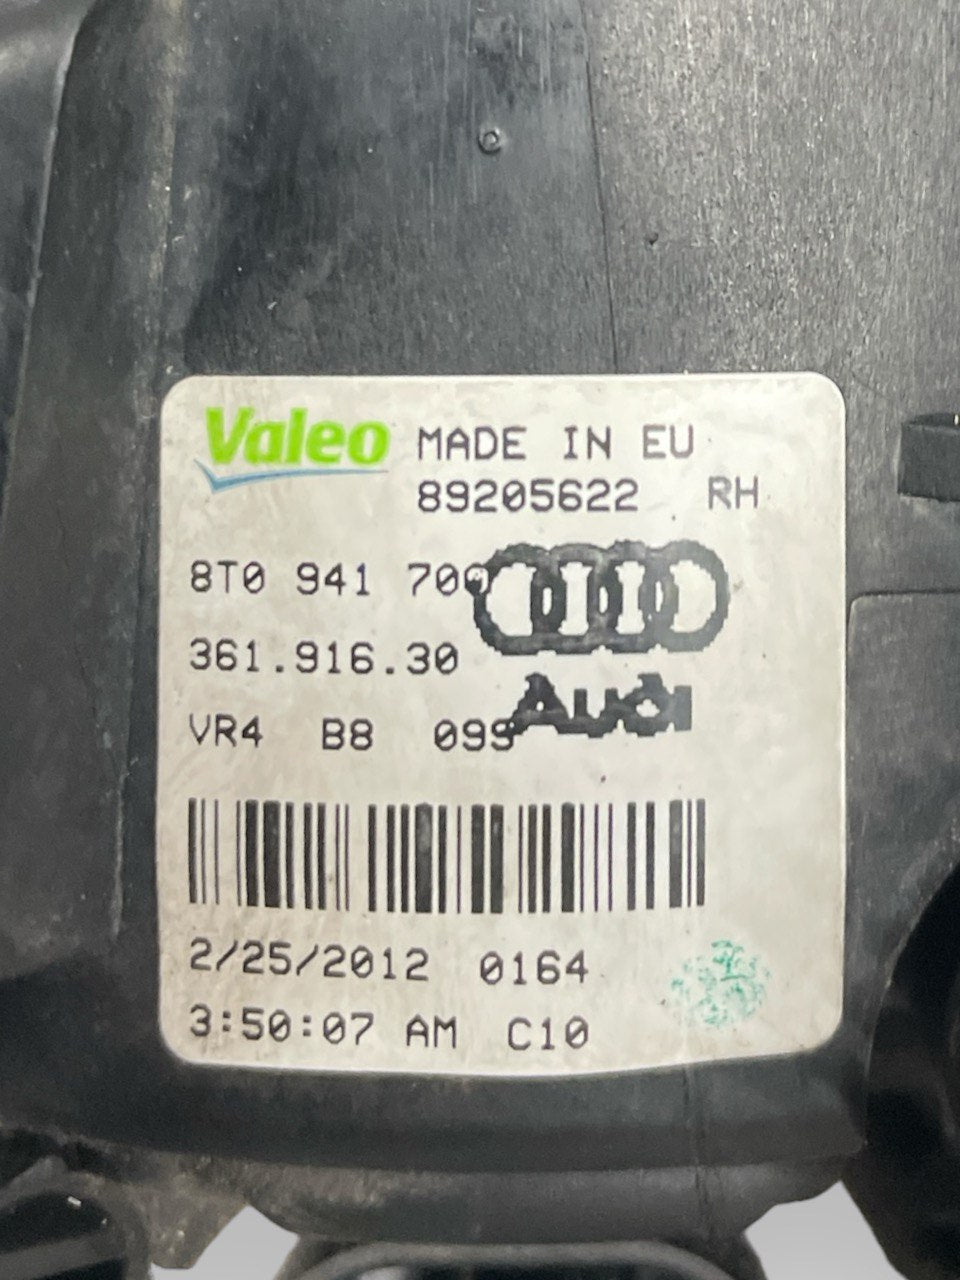 Valeo MADE IN EU
89205622 RH
8T0 941 700
361.916.30
Audi
VR4 B8 099
2/25/2012 0164
3:50:07 AM C10